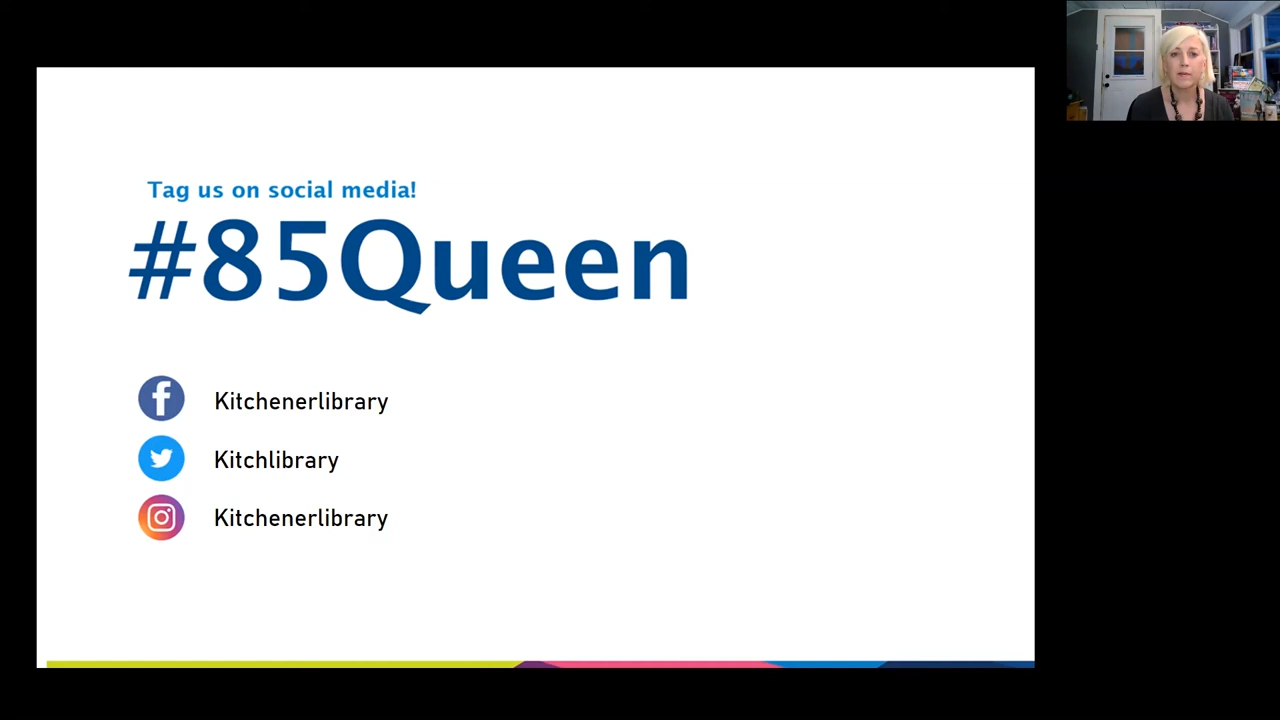 Tag us on social media!
#85Queen
Kitchenerlibrary
Kitchlibrary
Kitchenerlibrary